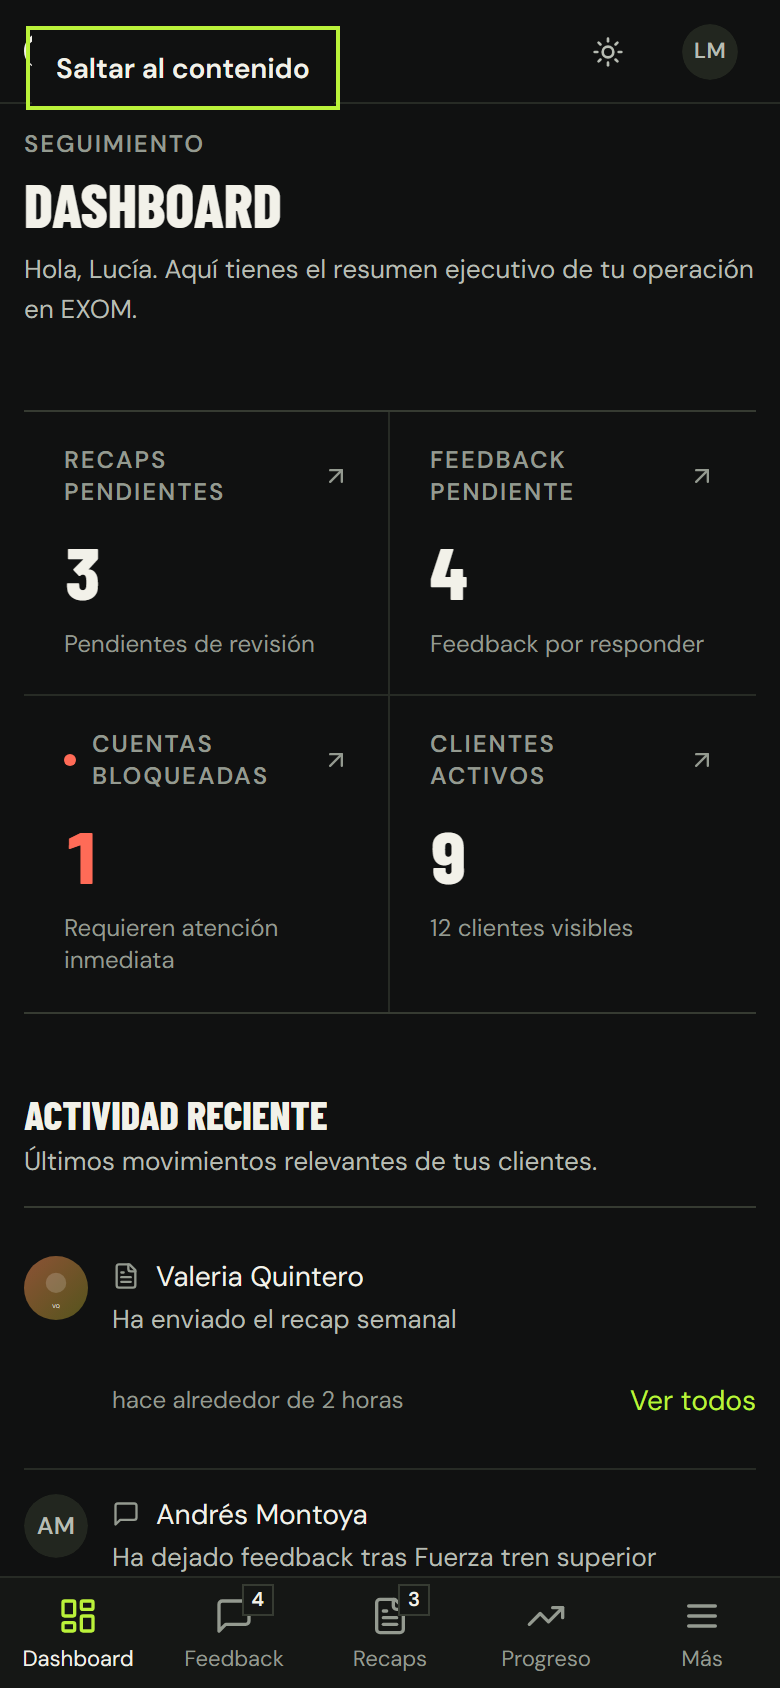 Saltar al contenido
LM
SEGUIMIENTO
DASHBOARD
Hola, Lucía. Aquí tienes el resumen ejecutivo de tu operación
en EXOM.
RECAPS
PENDIENTES
3
Pendientes de revisión
FEEDBACK
PENDIENTE
4
Feedback por responder
CUENTAS
BLOQUEADAS
1
Requieren atención
inmediata
CLIENTES
ACTIVOS
9
12 clientes visibles
ACTIVIDAD RECIENTE
Últimos movimientos relevantes de tus clientes.
VQ
Valeria Quintero
Ha enviado el recap semanal
hace alrededor de 2 horas
Ver todos
AM
Andrés Montoya
Ha dejado feedback tras Fuerza tren superior
Dashboard
4
Feedback
3
Recaps
Progreso
Más